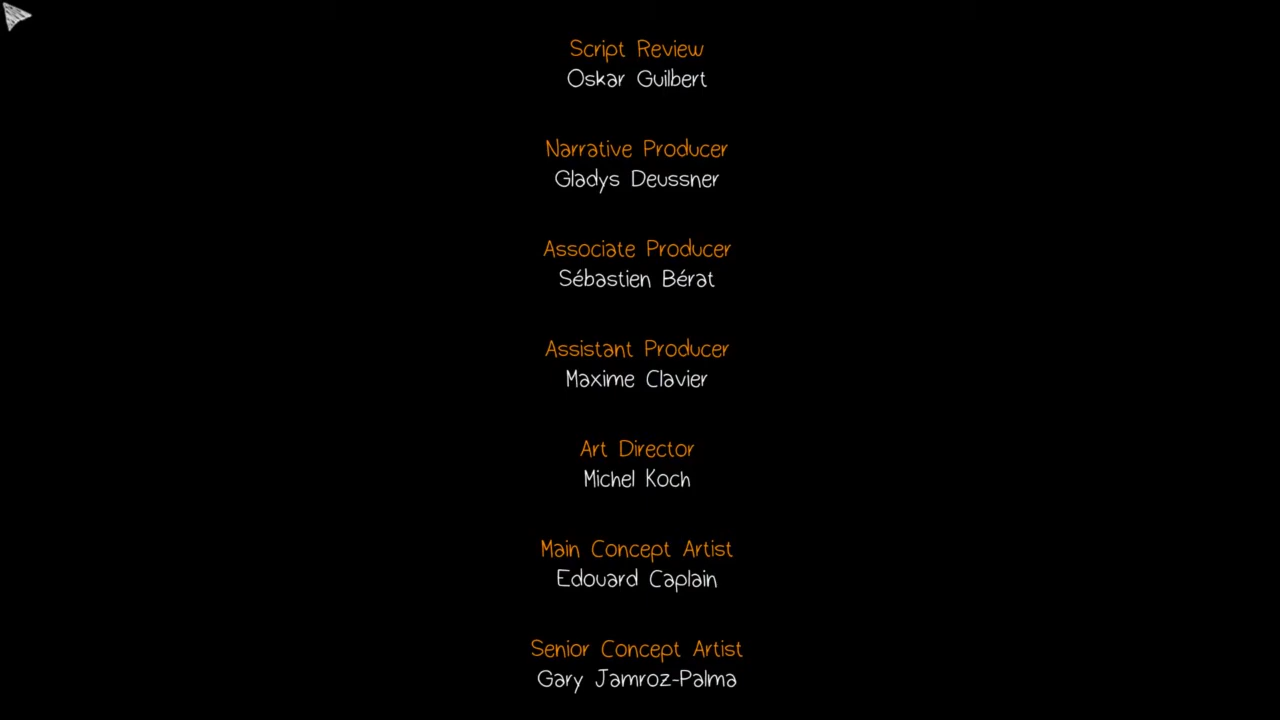 Script Review
Oskar Guilbert
Narrative Producer
Gladys Deussner
Associate Producer
Sébastien Bérat
Assistant Producer
Maxime Clavier
Art Director
Michel Koch
Main Concept Artist
Edouard Caplain
Senior Concept Artist
Gary Jamroz-Palma